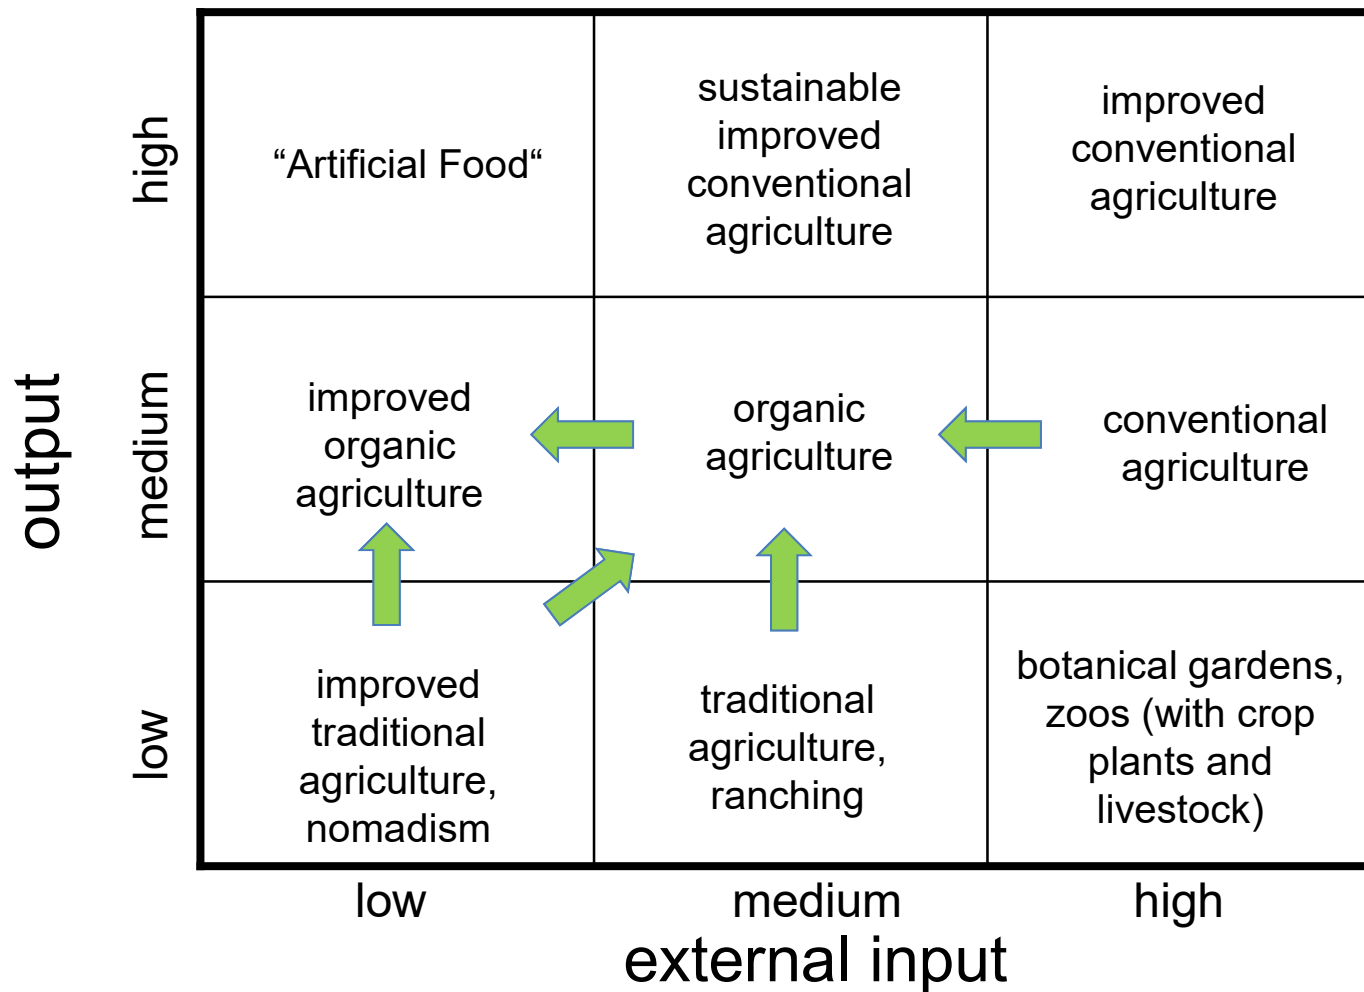 output
high
“Artificial Food“
sustainable
improved
conventional
agriculture
improved
conventional
agriculture
medium
improved
organic
agriculture
organic
agriculture
conventional
agriculture
low
improved
traditional
agriculture,
nomadism
traditional
agriculture,
ranching
botanical gardens,
zoos (with crop
plants and
livestock)
low
medium
high
external input